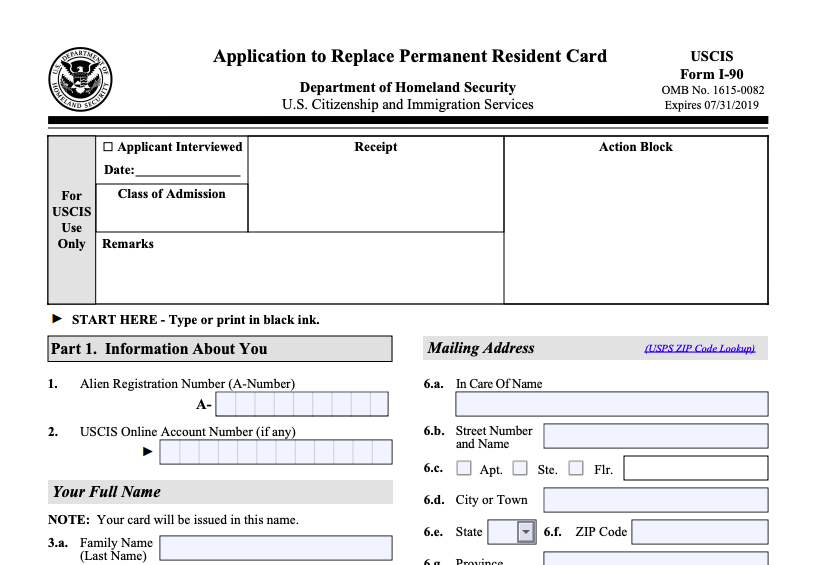 Application to Replace Permanent Resident Card
Department of Homeland Security
U.S. Citizenship and Immigration Services
USCIS
Form I-90
OMB No. 1615-0082
Expires 07/31/2019
U.S. DEPARTMENT OF HOMELAND SECURITY
For
USCIS
Use
Only
Applicant Interviewed
Date:
Class of Admission
Remarks
Receipt
Action Block
► START HERE - Type or print in black ink.
Part 1. Information About You
1. Alien Registration Number (A-Number)
A-
2. USCIS Online Account Number (if any)
►
Your Full Name
NOTE: Your card will be issued in this name.
3.a. Family Name
(Last Name)
Mailing Address (USPS ZIP Code Lookup)
6.a. In Care Of Name
6.b. Street Number
and Name
6.c. Apt. Ste. Flr.
6.d. City or Town
6.e. State 6.f. ZIP Code
6.g. Province